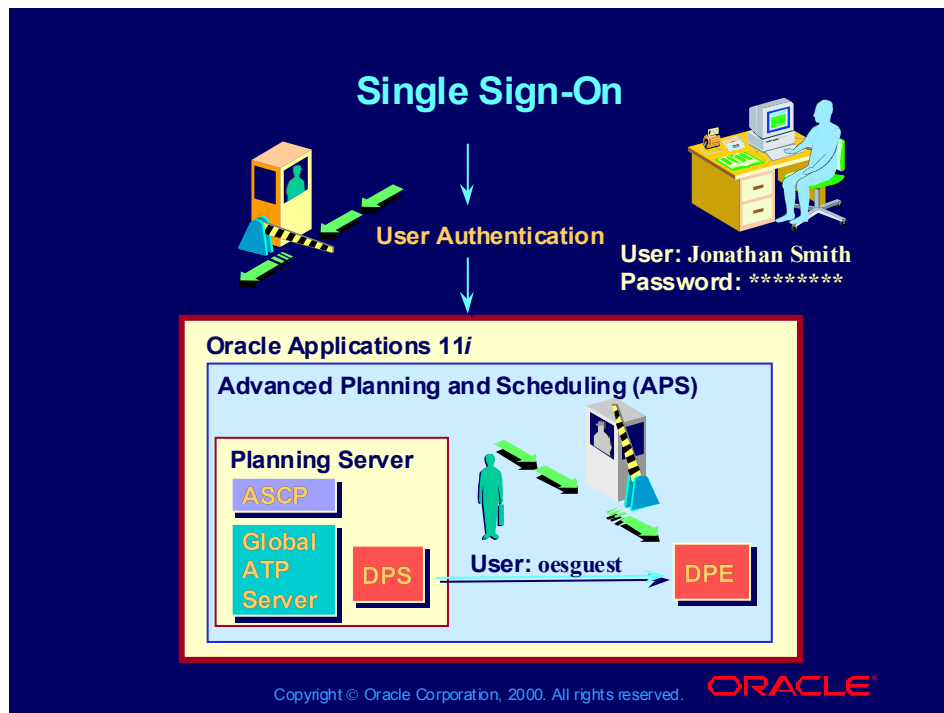 Single Sign-On
User Authentication
User: Jonathan Smith
Password: ********
Oracle Applications 11i
Advanced Planning and Scheduling (APS)
Planning Server
ASCP
Global
ATP
Server
DPS
User: oesguest
DPE
Copyright © Oracle Corporation, 2000. All rights reserved.
ORACLE®